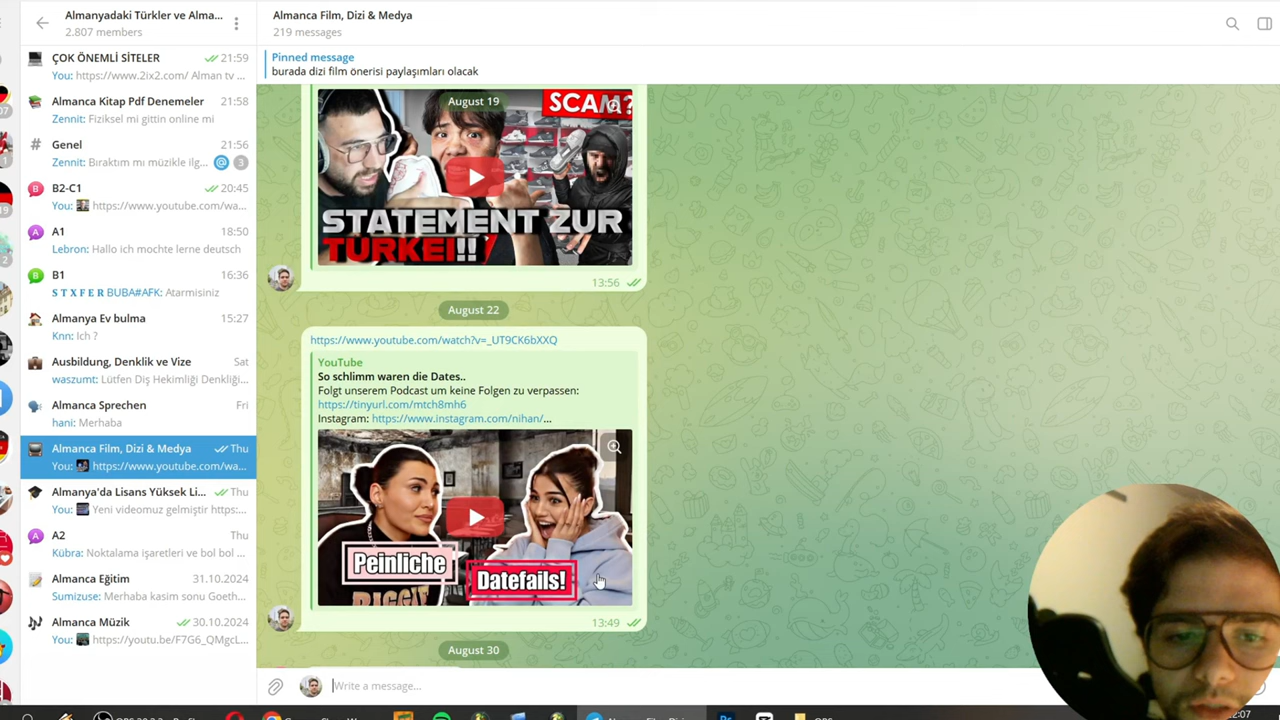 Almanyadaki Türkler ve Alma...
2.807 members
ÇOK ÖNEMLİ SİTELER
21:59
You: https://www.2ix2.com/ Alman tv ...
Almanca Kitap Pdf Denemeler
21:58
Zennit: Fiziksel mi gittin online mi
# Genel
21:56
Zennit: Bıraktım mı müzikle ilg...
@ 3
B B2-C1
20:45
You: https://www.youtube.com/wa...
A A1
18:50
Lebron: Hallo ich mochte lerne deutsch
B B1
16:36
S T X F E R BUBA#AFK: Atarmisiniz
Almanya Ev bulma
15:27
Knn: Ich ?
Ausbildung, Denklik ve Vize
Sat
waszumt: Lütfen Diş Hekimliği Denkliği...
Almanca Sprechen
Fri
hani: Merhaba
Almanca Film, Dizi & Medya
Thu
You: https://www.youtube.com/wa...
Almanya'da Lisans Yüksek Li...
Thu
You: Yeni videomuz gelmiştir https:...
A A2
Thu
Kübra: Noktalama işaretleri ve bol bol ...
Almanca Eğitim
31.10.2024
Sumizuse: Merhaba kasim sonu Goeth...
Almanca Müzik
30.10.2024
You: https://youtu.be/F7G6_QMgcL...
Almanca Film, Dizi & Medya
219 messages
Pinned message
burada dizi film önerisi paylaşımları olacak
August 19
SCAM?
STATEMENT ZUR
TÜRKEI!!
13:56
August 22
https://www.youtube.com/watch?v=_UT9CK6bXXQ
YouTube
So schlimm waren die Dates..
Folgt unserem Podcast um keine Folgen zu verpassen:
https://tinyurl.com/mtch8mh6
Instagram: https://www.instagram.com/nihan/...
Peinliche
Datefails!
BIGGIE
13:49
August 30
Write a message...